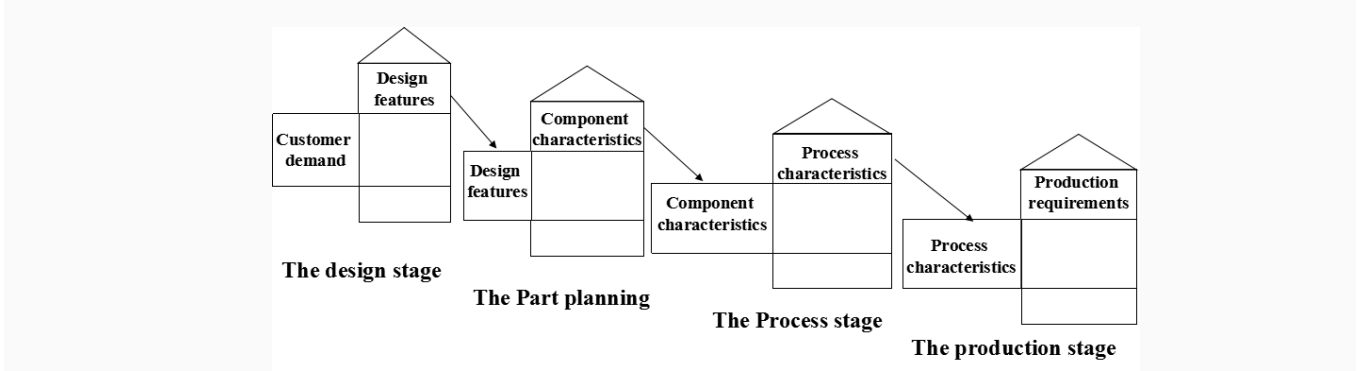 Design
features
Customer
demand
The design stage
Component
characteristics
Design
features
The Part planning
Process
characteristics
Component
characteristics
The Process stage
Production
requirements
Process
characteristics
The production stage